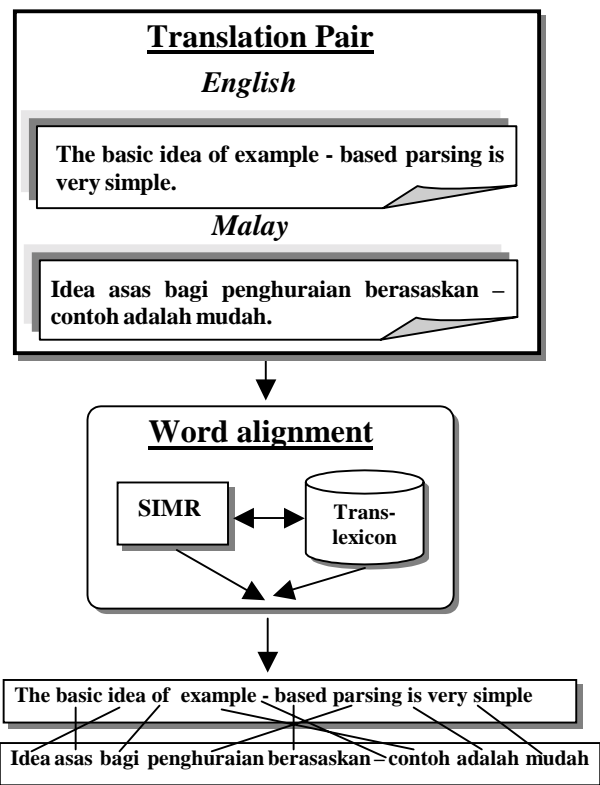 Translation Pair
English
The basic idea of example - based parsing is
very simple.
Malay
Idea asas bagi penghuraian berasaskan –
contoh adalah mudah.
Word alignment
SIMR
Trans-
lexicon
The basic idea of example - based parsing is very simple
Idea asas bagi penghuraian berasaskan – contoh adalah mudah